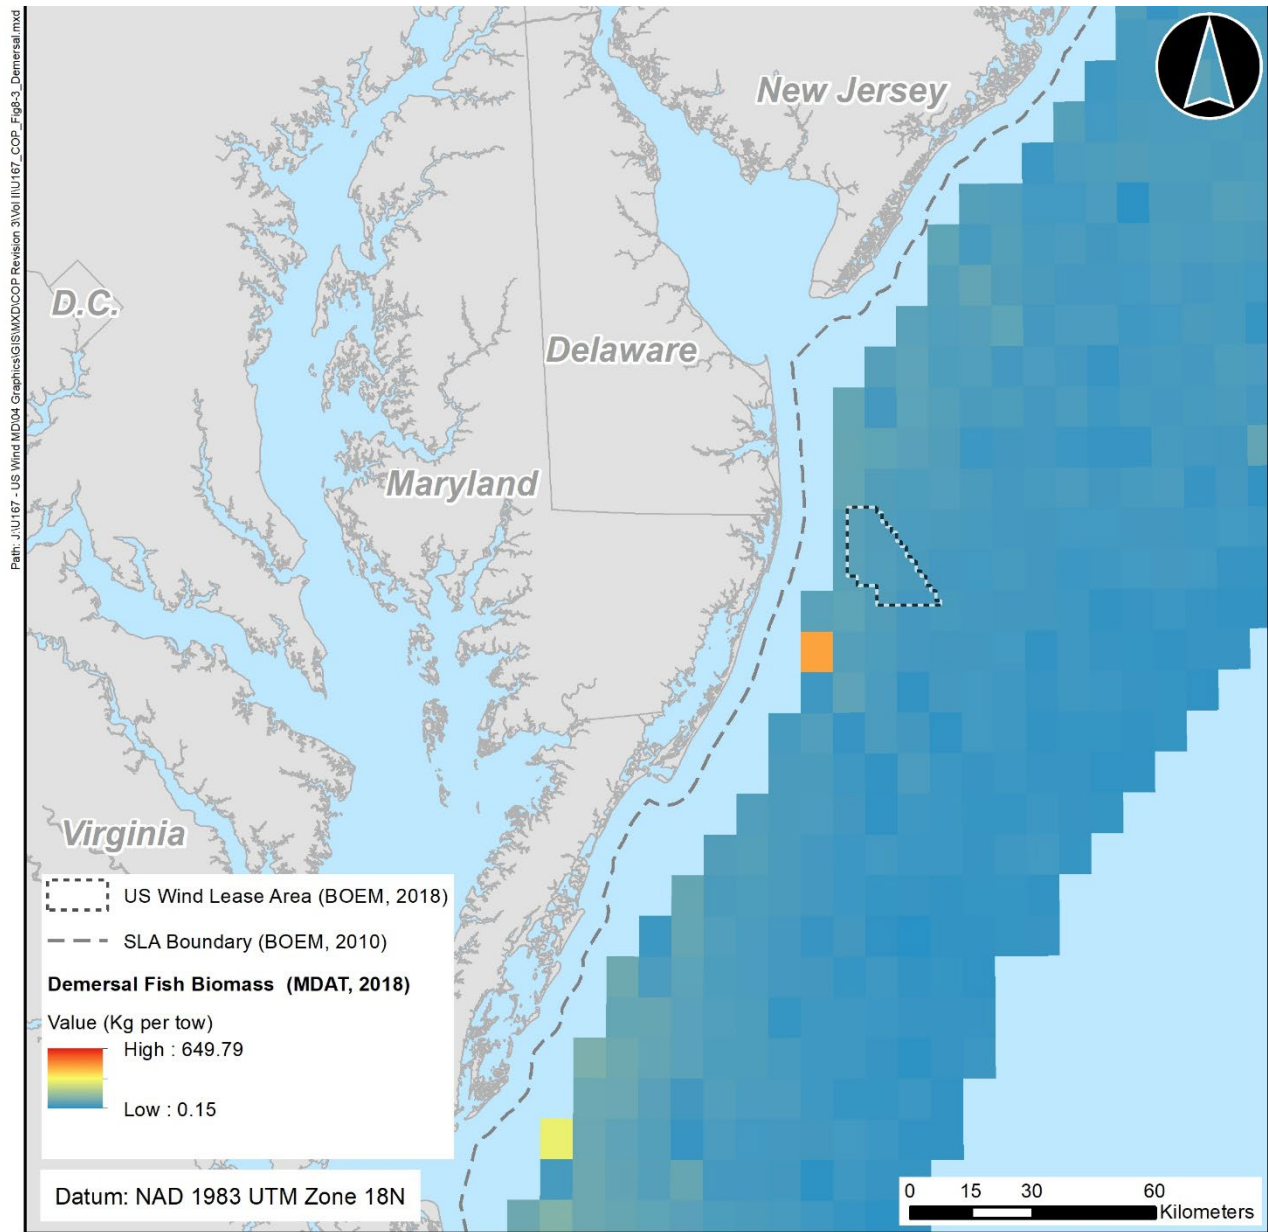 Path: J:\U167 - US Wind MD\04 Graphics\GIS\MXD\COP Revision 3\Vol II\U167_COP_Fig8-3_Demersal.mxd
New Jersey
D.C.
Delaware
Maryland
Virginia
US Wind Lease Area (BOEM, 2018)
SLA Boundary (BOEM, 2010)
Demersal Fish Biomass (MDAT, 2018)
Value (Kg per tow)
High : 649.79
Low : 0.15
Datum: NAD 1983 UTM Zone 18N
0 15 30 60
Kilometers